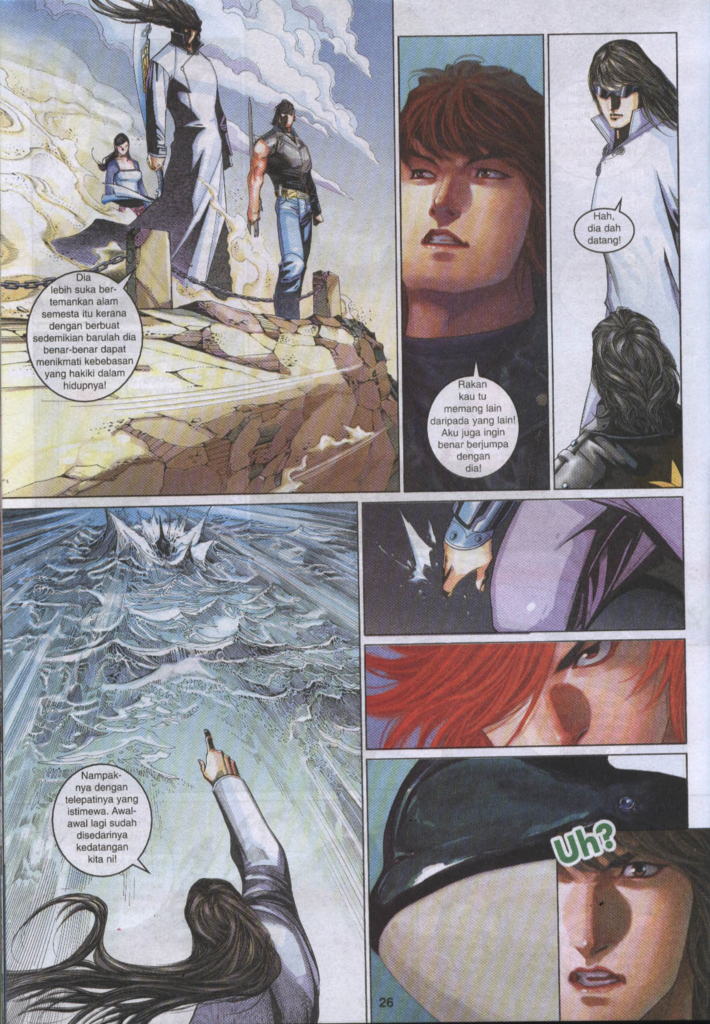 Dia
lebih suka ber-
temankan alam
semesta itu kerana
dengan berbuat
sedemikian barulah dia
benar-benar dapat
menikmati kebebasan
yang hakiki dalam
hidupnya!
Rakan
kau tu
memang lain
daripada yang lain!
Aku juga ingin
benar berjumpa
dengan
dia!
Hah,
dia dah
datang!
Nampak-
nya dengan
telepatinya yang
istimewa. Awal-
awal lagi sudah
disedarinya
kedatangan
kita ni!
Uh?
26